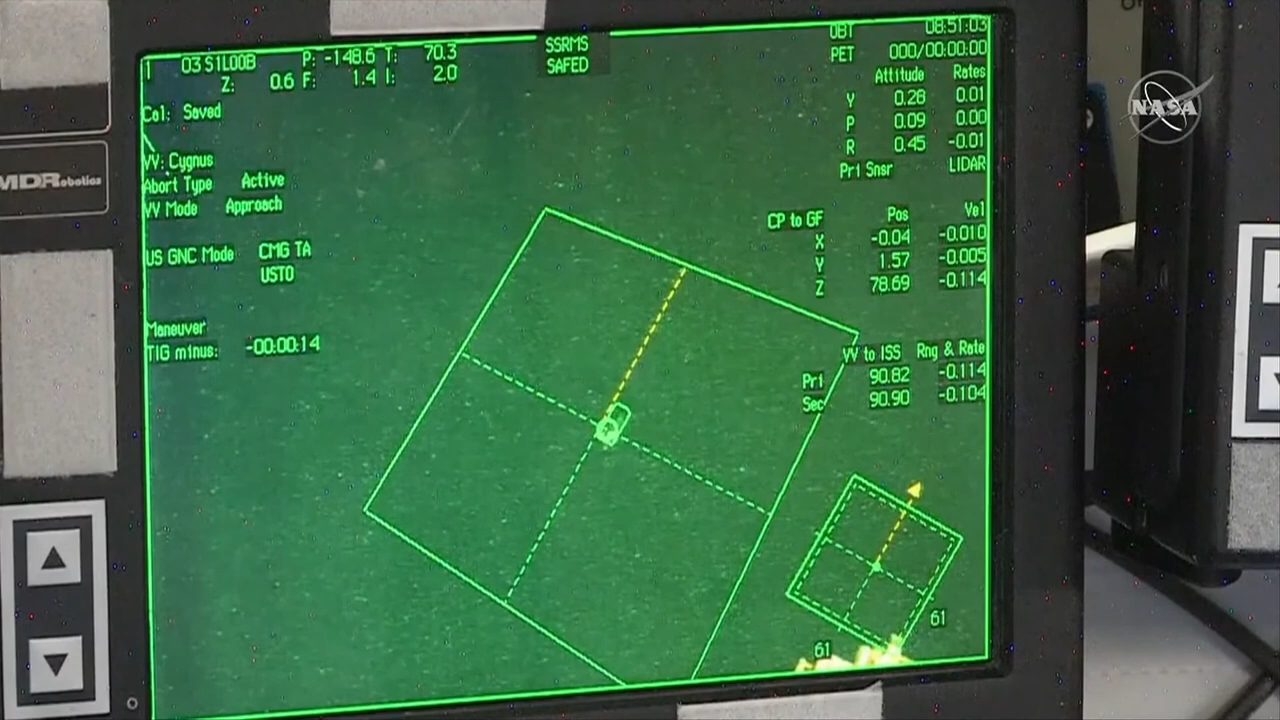 1 03 S1L00B P: -148.6 T: 70.3
Z: 0.6 F: 1.4 I: 2.0
SSRMS
SAFED
08:51:03
PET 000/00:00:00
Attitude Rates
Y 0.28 0.01
P 0.09 0.00
R 0.45 -0.01
Pri Snsr LIDAR
NASA
Cal: Saved
VV: Cygnus
Abort Type Active
VV Mode Approach
MDRobotics
US GNC Mode CMG TA
USTO
CP to GF Pos Vel
X -0.04 -0.010
Y 1.57 -0.005
Z 78.69 -0.114
Maneuver
TIG minus: -00:00:14
VV to ISS Rng & Rate
Pri 90.82 -0.114
Sec 90.90 -0.104
61
61